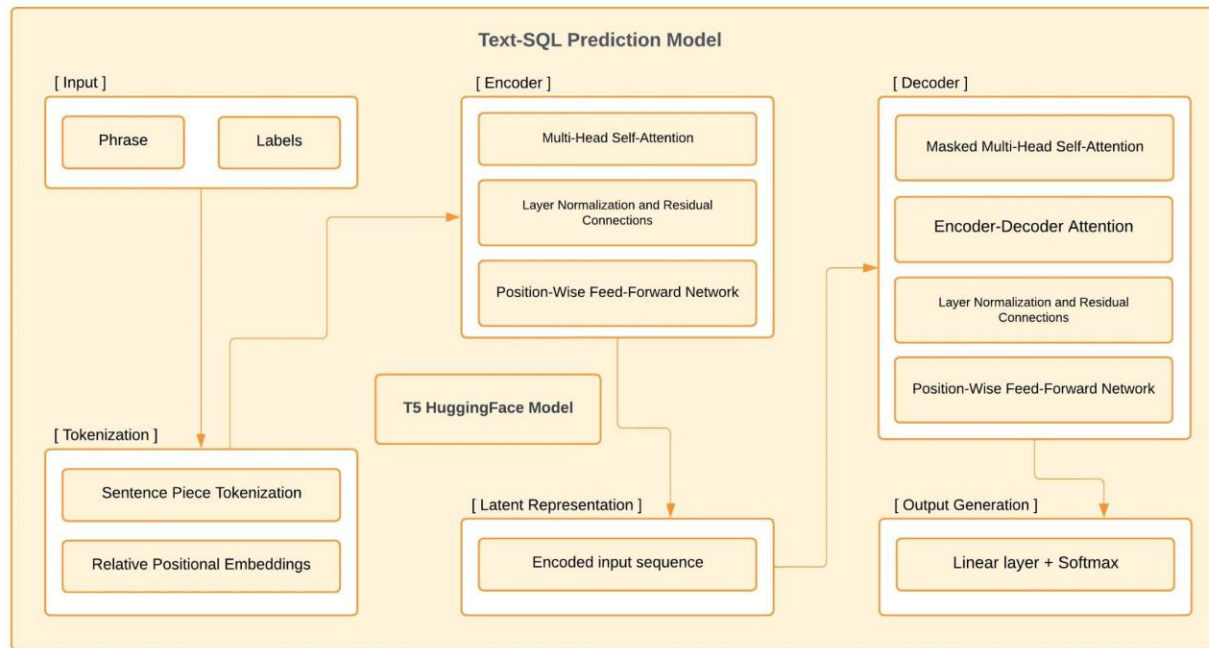 Text-SQL Prediction Model
[ Input ]
Phrase
Labels
[ Tokenization ]
Sentence Piece Tokenization
Relative Positional Embeddings
[ Encoder ]
Multi-Head Self-Attention
Layer Normalization and Residual
Connections
Position-Wise Feed-Forward Network
T5 HuggingFace Model
[ Latent Representation ]
Encoded input sequence
[ Decoder ]
Masked Multi-Head Self-Attention
Encoder-Decoder Attention
Layer Normalization and Residual
Connections
Position-Wise Feed-Forward Network
[ Output Generation ]
Linear layer + Softmax